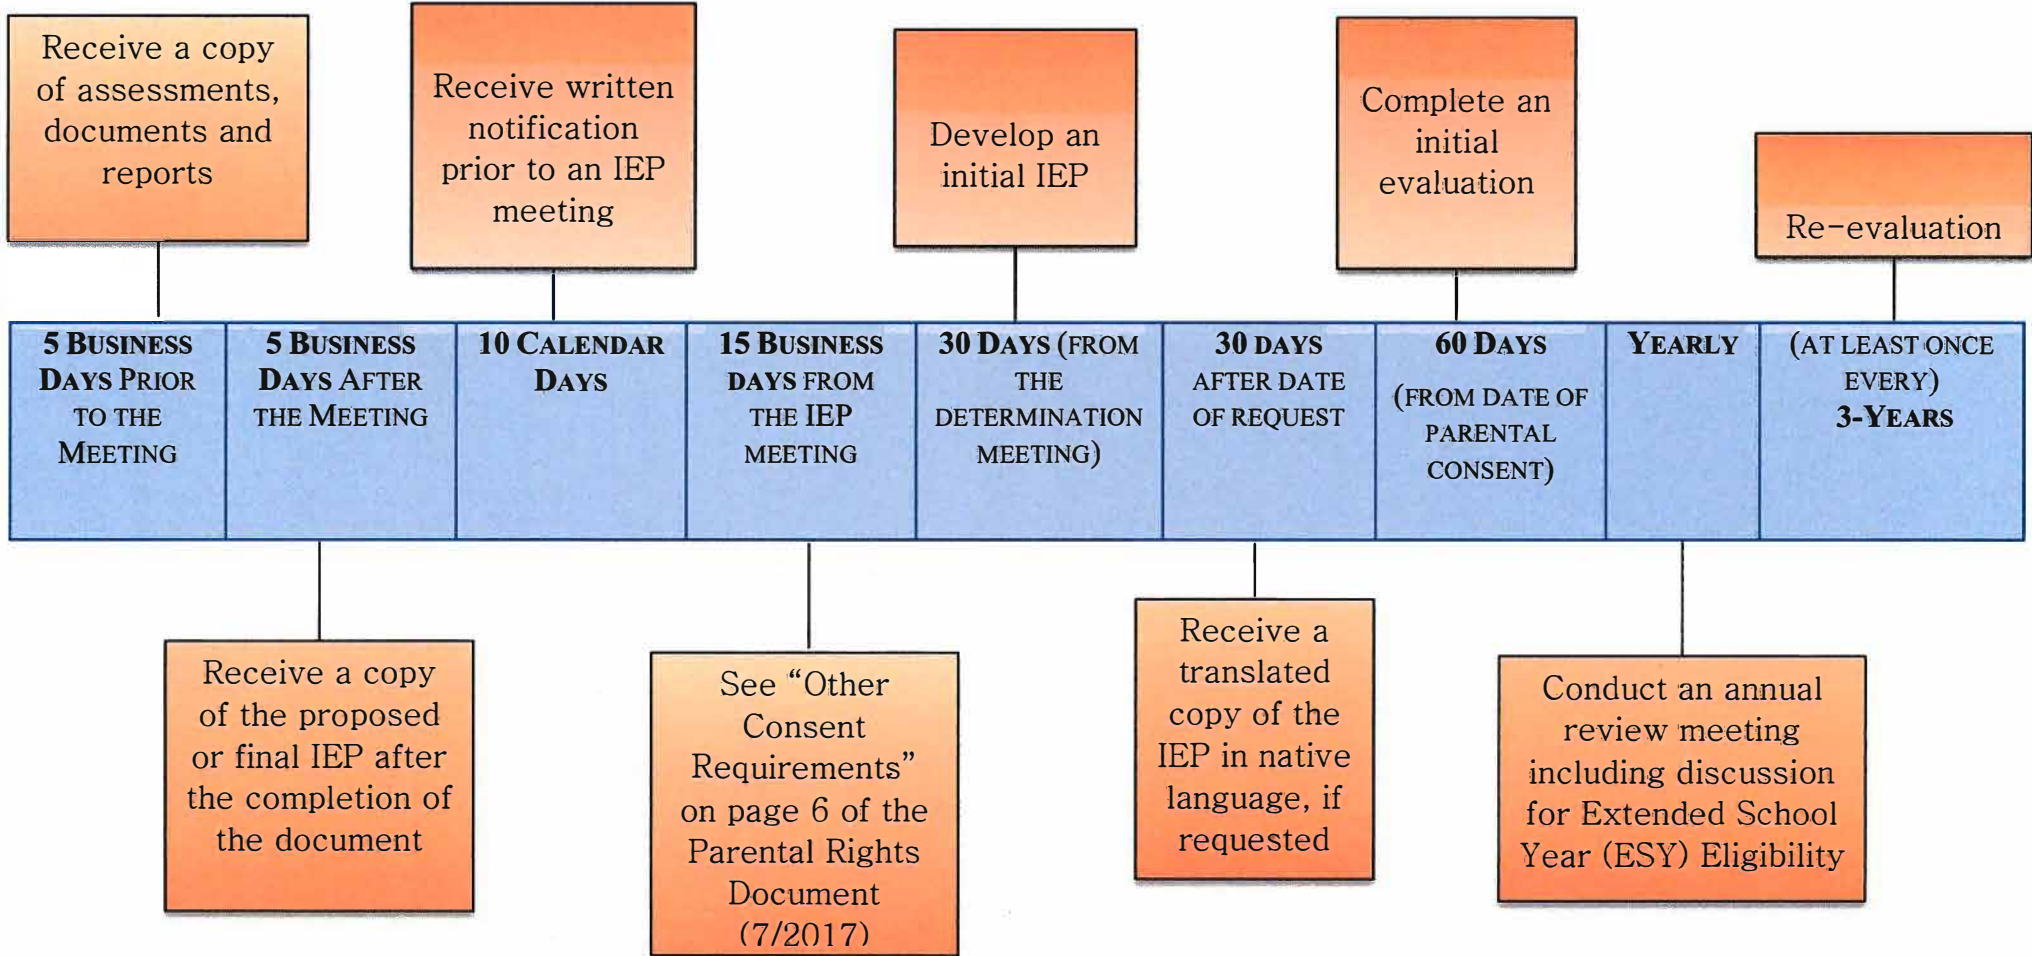 Receive a copy
of assessments,
documents and
reports
Receive written
notification
prior to an IEP
meeting
Develop an
initial IEP
Complete an
initial
evaluation
Re-evaluation
5 BUSINESS
DAYS PRIOR
TO THE
MEETING
5 BUSINESS
DAYS AFTER
THE MEETING
10 CALENDAR
DAYS
15 BUSINESS
DAYS FROM
THE IEP
MEETING
30 DAYS (FROM
THE
DETERMINATION
MEETING)
30 DAYS
AFTER DATE
OF REQUEST
60 DAYS
(FROM DATE OF
PARENTAL
CONSENT)
YEARLY
(AT LEAST ONCE
EVERY)
3-YEARS
Receive a copy
of the proposed
or final IEP after
the completion of
the document
See “Other
Consent
Requirements”
on page 6 of the
Parental Rights
Document
(7/2017)
Receive a
translated
copy of the
IEP in native
language, if
requested
Conduct an annual
review meeting
including discussion
for Extended School
Year (ESY) Eligibility